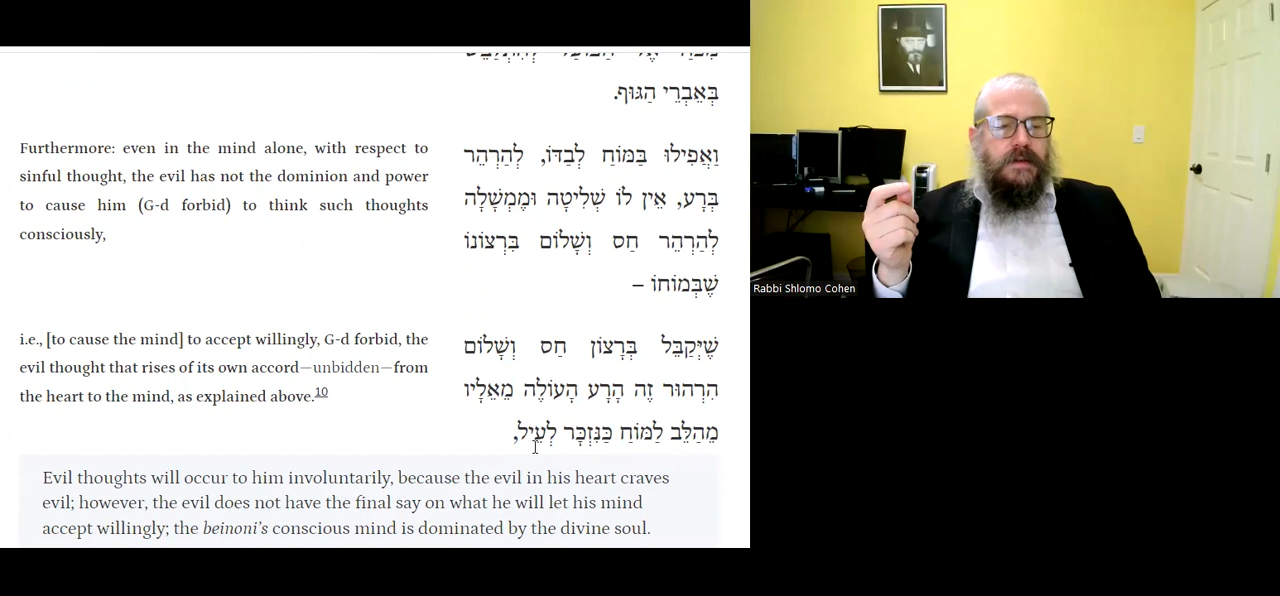 בְּאֵבְרֵי הַגּוּף.
Furthermore: even in the mind alone, with respect to
sinful thought, the evil has not the dominion and power
to cause him (G-d forbid) to think such thoughts
consciously,
וַאֲפִילּוּ בַּמּוֹחַ לְבַדּוֹ, לְהַרְהֵר
בְּרָע, אֵין לוֹ שְׁלִיטָה וּמֶמְשָׁלָה
לְהַרְהֵר חַס וְשָׁלוֹם בִּרְצוֹנוֹ
שֶׁבְּמוֹחוֹ –
i.e., [to cause the mind] to accept willingly, G-d forbid, the
evil thought that rises of its own accord—unbidden—from
the heart to the mind, as explained above.10
שֶׁיְּקַבֵּל בְּרָצוֹן חַס וְשָׁלוֹם
הִרְהוּר זֶה הָרָע הָעוֹלֶה מֵאֵלָיו
מֵהַלֵּב לַמּוֹחַ כַּנִּזְכָּר לְעֵיל,
Evil thoughts will occur to him involuntarily, because the evil in his heart craves
evil; however, the evil does not have the final say on what he will let his mind
accept willingly; the beinoni’s conscious mind is dominated by the divine soul.
Rabbi Shlomo Cohen